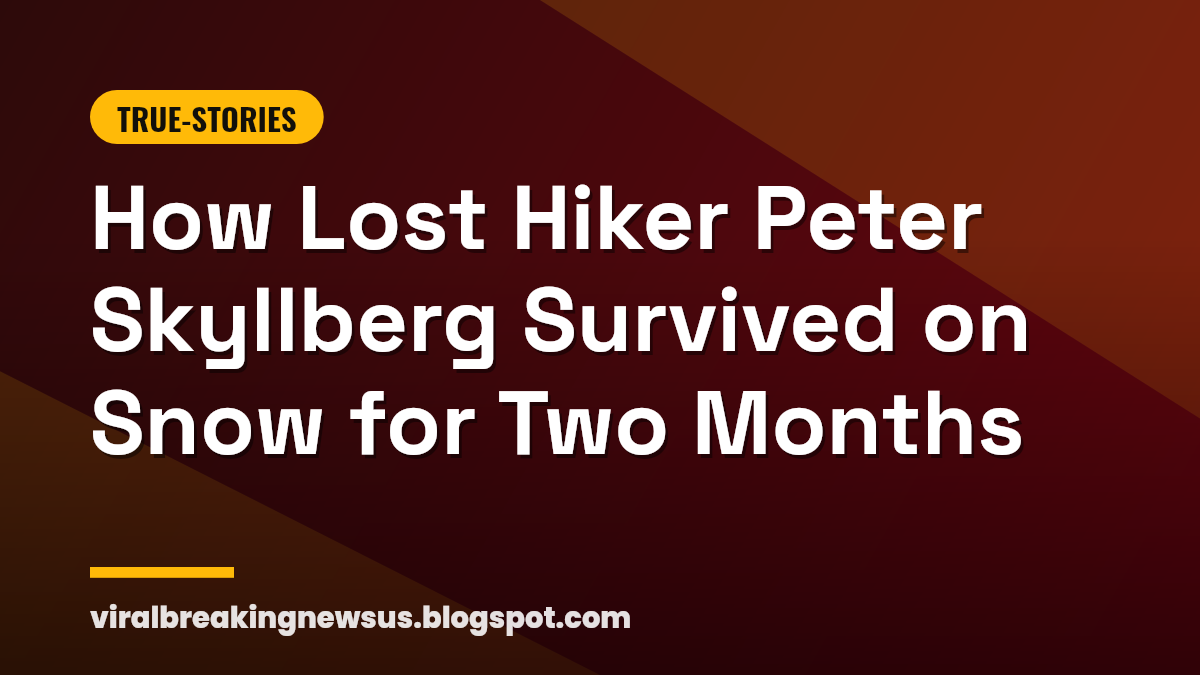 TRUE-STORIES
How Lost Hiker Peter
Skyllberg Survived on
Snow for Two Months
viralbreakingnewsus.blogspot.com